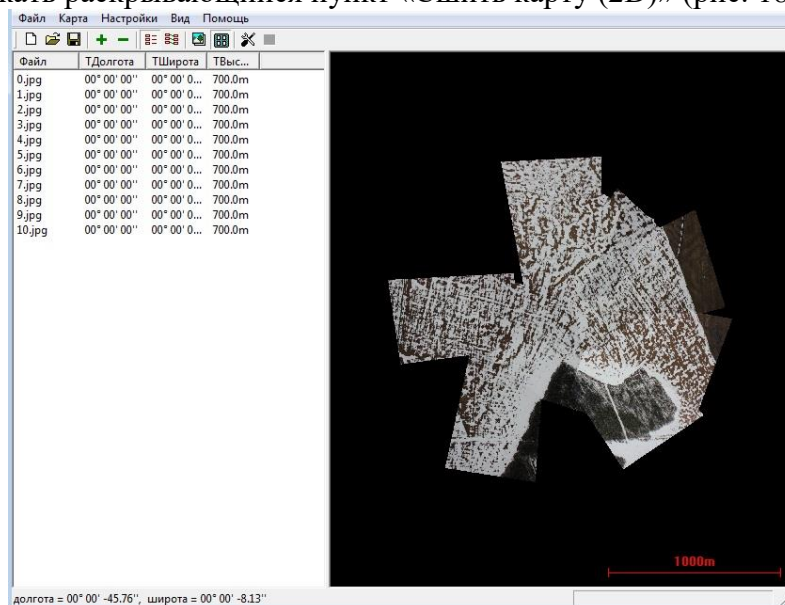 раскрывающийся пункт «Сшить карту (2D)» (рис.
Файл Карта Настройки Вид Помощь
Файл ТДолгота ТШирота ТВыс...
0.jpg 00° 00' 00'' 00° 00' 0... 700.0m
1.jpg 00° 00' 00'' 00° 00' 0... 700.0m
2.jpg 00° 00' 00'' 00° 00' 0... 700.0m
3.jpg 00° 00' 00'' 00° 00' 0... 700.0m
4.jpg 00° 00' 00'' 00° 00' 0... 700.0m
5.jpg 00° 00' 00'' 00° 00' 0... 700.0m
6.jpg 00° 00' 00'' 00° 00' 0... 700.0m
7.jpg 00° 00' 00'' 00° 00' 0... 700.0m
8.jpg 00° 00' 00'' 00° 00' 0... 700.0m
9.jpg 00° 00' 00'' 00° 00' 0... 700.0m
10.jpg 00° 00' 00'' 00° 00' 0... 700.0m
1000m
долгота = 00° 00' -45.76'', широта = 00° 00' -8.13''